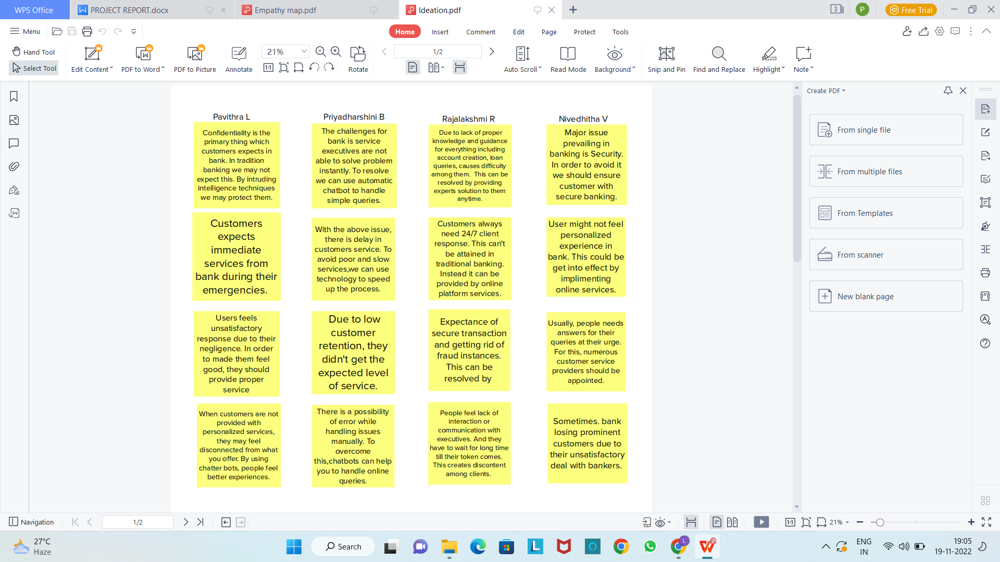 WPS Office
PROJECT REPORT.docx
Empathy map.pdf
Ideation.pdf
3
P
Free Trial
Menu
Home
Insert
Comment
Edit
Page
Protect
Tools
Hand Tool
Select Tool
Edit Content
PDF to Word
PDF to Picture
Annotate
21%
1:1
Rotate
1/2
Auto Scroll
Read Mode
Background
Snip and Pin
Find and Replace
Highlight
Note
Create PDF
From single file
From multiple files
From Templates
From scanner
New blank page
Pavithra L
Confidentiality is the
primary thing which
customers expects in
bank. In tradition
banking we may not
expect this. By intruding
intelligence techniques
we may protect them.
Customers
expects
immediate
services from
bank during their
emergencies.
Users feels
unsatisfactory
response due to their
negligence. In order
to made them feel
good, they should
provide proper
service
When customers are not
provided with
personalized services,
they may feel
disconnected from what
you offer. By using
chatter bots, people feel
better experiences.
Priyadharshini B
The challenges for
bank is service
executives are not
able to solve problem
instantly. To resolve
we can use automatic
chatbot to handle
simple queries.
With the above issue,
there is delay in
customers service. To
avoid poor and slow
services,we can use
technology to speed
up the process.
Due to low
customer
retention, they
didn't get the
expected level
of service.
There is a possibility
of error while
handling issues
manually. To
overcome
this,chatbots can help
you to handle online
queries.
Rajalakshmi R
Due to lack of proper
knowledge and guidance
for everything including
account creation, loan
queries, causes difficulty
among them. This can be
resolved by providing
experts solution to them
anytime.
Customers always
need 24/7 client
response. This can't
be attained in
traditional banking.
Instead it can be
provided by online
platform services.
Expectance of
secure transaction
and getting rid of
fraud instances.
This can be
resolved by
People feel lack of
interaction or
communication with
executives. And they
have to wait for long time
till their token comes.
This creates discontent
among clients.
Nivedhitha V
Major issue
prevailing in
banking is Security.
In order to avoid it
we should ensure
customer with
secure banking.
User might not feel
personalized
experience in
bank. This could be
get into effect by
implimenting
online services.
Usually, people needs
answers for their
queries at their urge.
For this, numerous
customer service
providers should be
appointed.
Sometimes. bank
losing prominent
customers due to
their unsatisfactory
deal with bankers.
Navigation
1/2
1:1
21%
27°C
Haze
Search
L
L
ENG
IN
19:05
19-11-2022